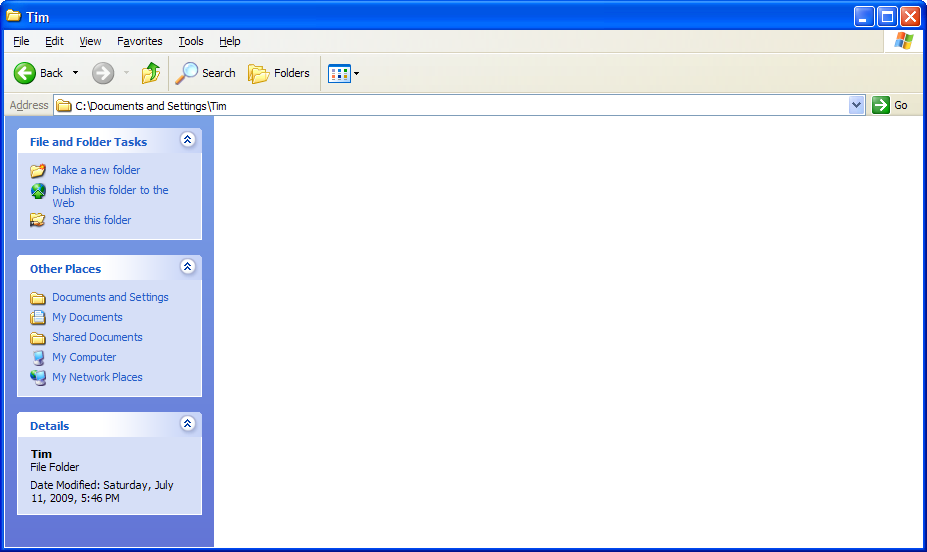 Tim
File Edit View Favorites Tools Help
Back Search Folders
Address C:\Documents and Settings\Tim Go
File and Folder Tasks
Make a new folder
Publish this folder to the
Web
Share this folder
Other Places
Documents and Settings
My Documents
Shared Documents
My Computer
My Network Places
Details
Tim
File Folder
Date Modified: Saturday, July
11, 2009, 5:46 PM